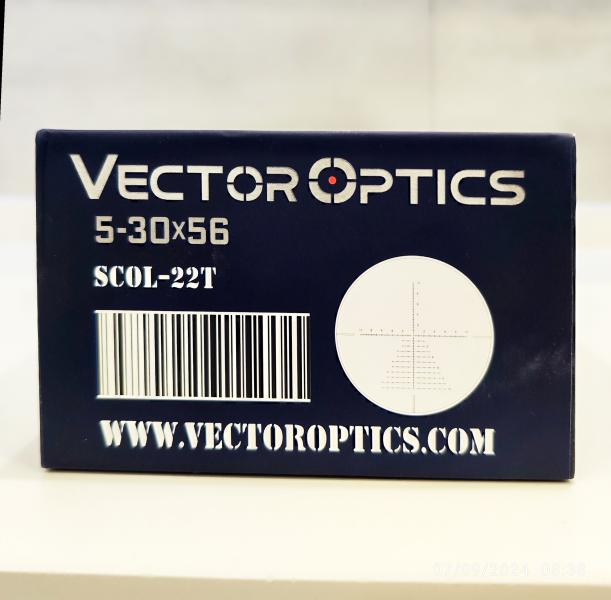 VECTOR OPTICS
5-30x56
SCOL-22T
WWW.VECTOROPTICS.COM
07/09/2024 08:38